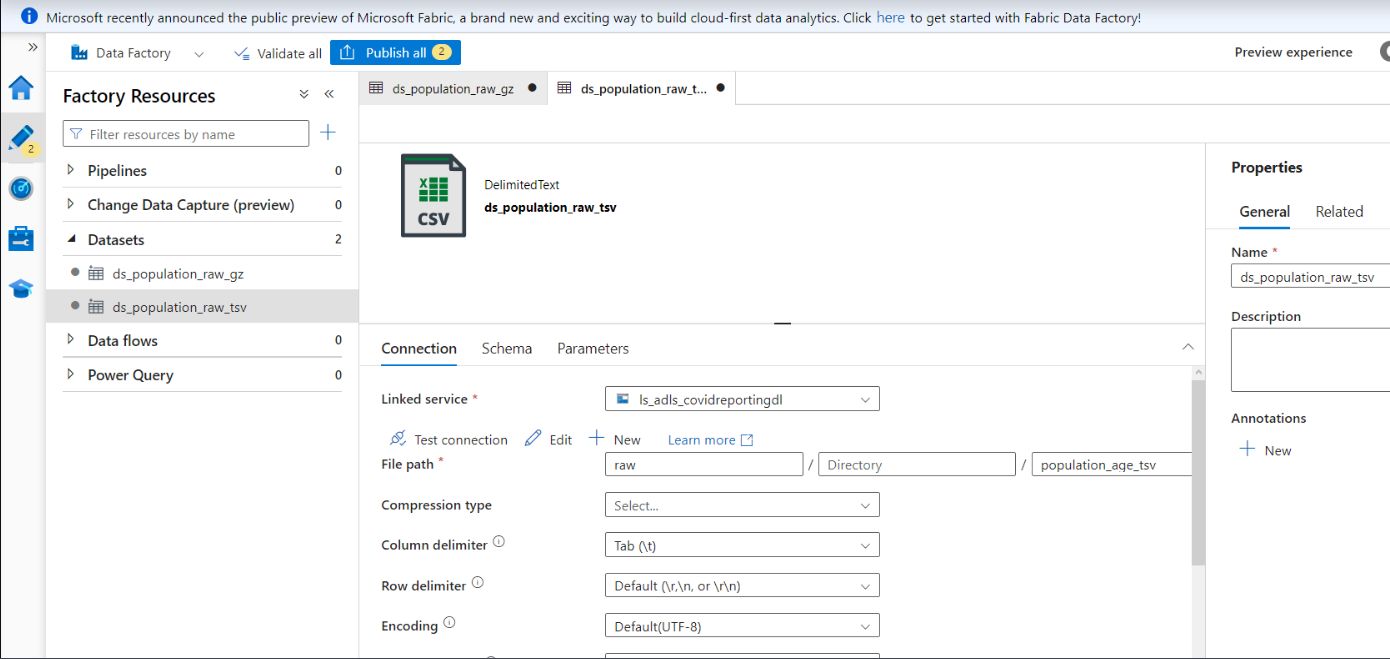 Microsoft recently announced the public preview of Microsoft Fabric, a brand new and exciting way to build cloud-first data analytics. Click here to get started with Fabric Data Factory!
Data Factory
Validate all
Publish all 2
Preview experience
2
Factory Resources
Filter resources by name
Pipelines 0
Change Data Capture (preview) 0
Datasets 2
ds_population_raw_gz
ds_population_raw_tsv
Data flows 0
Power Query 0
ds_population_raw_gz
ds_population_raw_t...
CSV
DelimitedText
ds_population_raw_tsv
Connection Schema Parameters
Linked service * ls_adls_covidreportingdl
Test connection Edit New Learn more
File path * raw / Directory / population_age_tsv
Compression type Select...
Column delimiter Tab (\t)
Row delimiter Default (\r,\n, or \r\n)
Encoding Default(UTF-8)
Properties
General Related
Name *
ds_population_raw_tsv
Description
Annotations
New